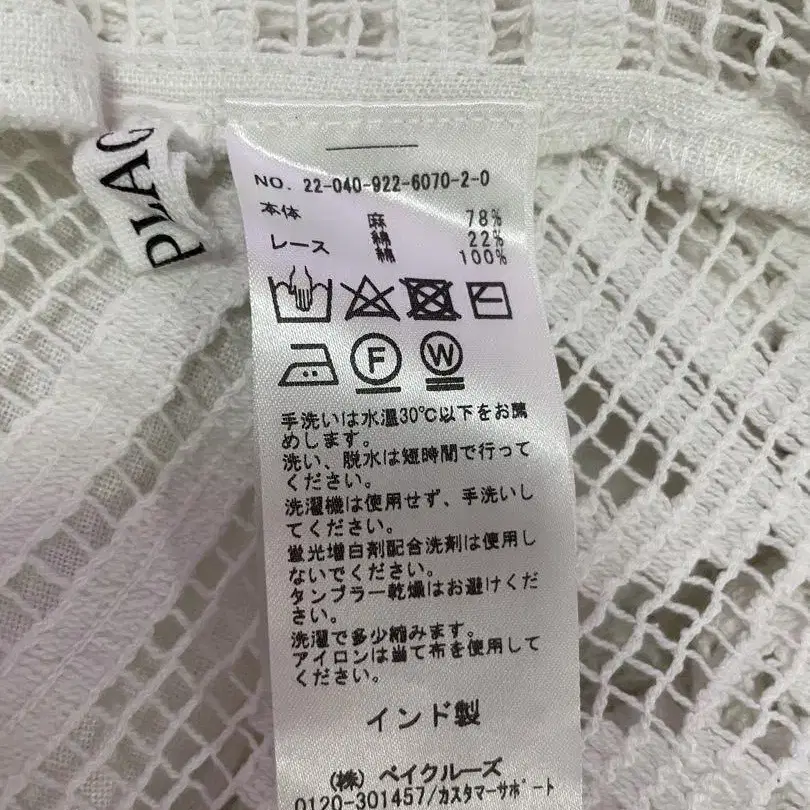 PLAC
NO. 22-040-922-6070-2-0
本体 麻 78%
綿 22%
レース 綿 100%
F W
手洗いは水温30℃以下をお薦
めします。
洗い、脱水は短時間で行って
ください。
洗濯機は使用せず、手洗いし
てください。
蛍光増白剤配合洗剤は使用し
ないでください。
タンブラー乾燥はお避けくだ
さい。
洗濯で多少縮みます。
アイロンは当て布を使用して
ください。
インド製
(株) ベイクルーズ
0120-301457/カスタマーサポート